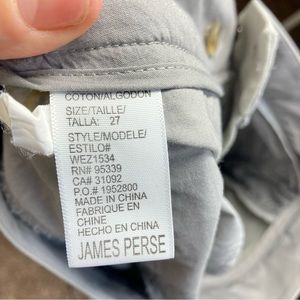 COTON/ALGODON
SIZE/TAILLE/
TALLA: 27
STYLE/MODELE/
ESTILO#
WEZ1534
RN# 95339
CA# 31092
P.O.# 1952800
MADE IN CHINA
FABRIQUE EN
CHINE
HECHO EN CHINA
JAMES PERSE